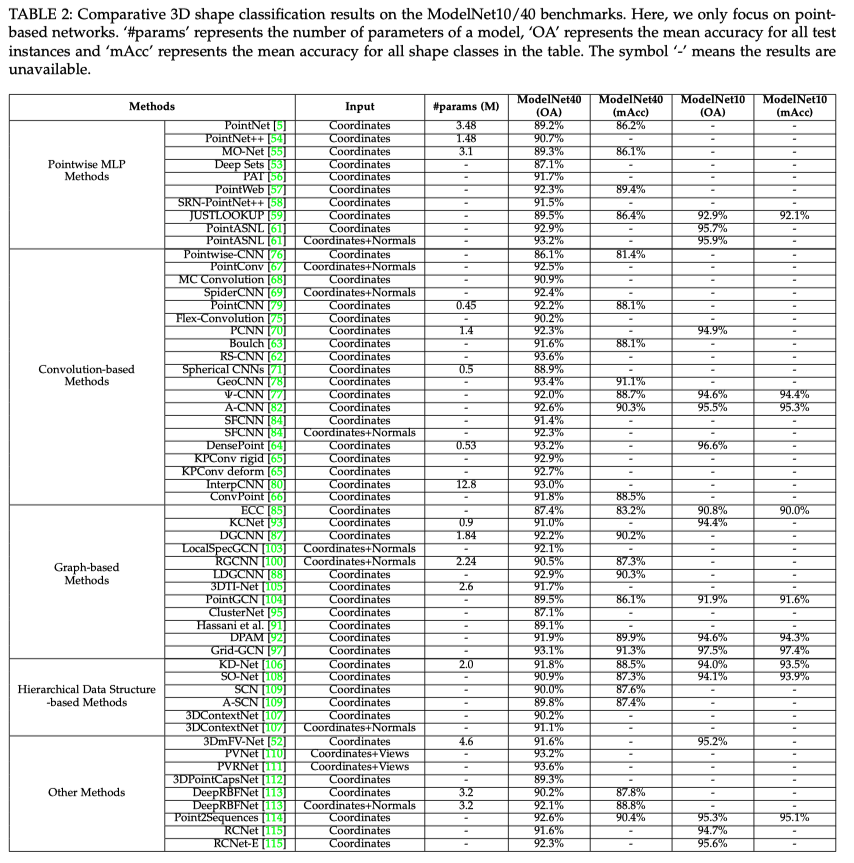 TABLE 2: Comparative 3D shape classification results on the ModelNet10/40 benchmarks. Here, we only focus on point-
based networks. ‘#params’ represents the number of parameters of a model, ‘OA’ represents the mean accuracy for all test
instances and ‘mAcc’ represents the mean accuracy for all shape classes in the table. The symbol ‘-’ means the results are
unavailable.
Methods Input #params (M) ModelNet40 (OA) ModelNet40 (mAcc) ModelNet10 (OA) ModelNet10 (mAcc)
Pointwise MLP Methods
PointNet [5] Coordinates 3.48 89.2% 86.2% - -
PointNet++ [54] Coordinates 1.48 90.7% - - -
MO-Net [55] Coordinates 3.1 89.3% 86.1% - -
Deep Sets [53] Coordinates - 87.1% - - -
PAT [56] Coordinates - 91.7% - - -
PointWeb [57] Coordinates - 92.3% 89.4% - -
SRN-PointNet++ [58] Coordinates - 91.5% - - -
JUSTLOOKUP [59] Coordinates - 89.5% 86.4% 92.9% 92.1%
PointASNL [61] Coordinates - 92.9% - 95.7% -
PointASNL [61] Coordinates+Normals - 93.2% - 95.9% -
Convolution-based Methods
Pointwise-CNN [76] Coordinates - 86.1% 81.4% - -
PointConv [67] Coordinates+Normals - 92.5% - - -
MC Convolution [68] Coordinates - 90.9% - - -
SpiderCNN [69] Coordinates+Normals - 92.4% - - -
PointCNN [79] Coordinates 0.45 92.2% 88.1% - -
Flex-Convolution [75] Coordinates - 90.2% - - -
PCNN [70] Coordinates 1.4 92.3% - 94.9% -
Boulch [63] Coordinates - 91.6% 88.1% - -
RS-CNN [62] Coordinates - 93.6% - - -
Spherical CNNs [71] Coordinates 0.5 88.9% - - -
GeoCNN [78] Coordinates - 93.4% 91.1% - -
Ψ-CNN [77] Coordinates - 92.0% 88.7% 94.6% 94.4%
A-CNN [82] Coordinates - 92.6% 90.3% 95.5% 95.3%
SFCNN [84] Coordinates - 91.4% - - -
SFCNN [84] Coordinates+Normals - 92.3% - - -
DensePoint [64] Coordinates 0.53 93.2% - 96.6% -
KPConv rigid [65] Coordinates - 92.9% - - -
KPConv deform [65] Coordinates - 92.7% - - -
InterpCNN [80] Coordinates 12.8 93.0% - - -
ConvPoint [66] Coordinates - 91.8% 88.5% - -
Graph-based Methods
ECC [85] Coordinates - 87.4% 83.2% 90.8% 90.0%
KCNet [93] Coordinates 0.9 91.0% - 94.4% -
DGCNN [87] Coordinates 1.84 92.2% 90.2% - -
LocalSpecGCN [103] Coordinates+Normals - 92.1% - - -
RGCNN [100] Coordinates+Normals 2.24 90.5% 87.3% - -
LDGCNN [88] Coordinates - 92.9% 90.3% - -
3DTI-Net [105] Coordinates 2.6 91.7% - - -
PointGCN [104] Coordinates - 89.5% 86.1% 91.9% 91.6%
ClusterNet [95] Coordinates - 87.1% - - -
Hassani et al. [91] Coordinates - 89.1% - - -
DPAM [92] Coordinates - 91.9% 89.9% 94.6% 94.3%
Grid-GCN [97] Coordinates - 93.1% 91.3% 97.5% 97.4%
Hierarchical Data Structure -based Methods
KD-Net [106] Coordinates 2.0 91.8% 88.5% 94.0% 93.5%
SO-Net [108] Coordinates - 90.9% 87.3% 94.1% 93.9%
SCN [109] Coordinates - 90.0% 87.6% - -
A-SCN [109] Coordinates - 89.8% 87.4% - -
3DContextNet [107] Coordinates - 90.2% - - -
3DContextNet [107] Coordinates+Normals - 91.1% - - -
Other Methods
3DmFV-Net [52] Coordinates 4.6 91.6% - 95.2% -
PVNet [110] Coordinates+Views - 93.2% - - -
PVRNet [111] Coordinates+Views - 93.6% - - -
3DPointCapsNet [112] Coordinates - 89.3% - - -
DeepRBFNet [113] Coordinates 3.2 90.2% 87.8% - -
DeepRBFNet [113] Coordinates+Normals 3.2 92.1% 88.8% - -
Point2Sequences [114] Coordinates - 92.6% 90.4% 95.3% 95.1%
RCNet [115] Coordinates - 91.6% - 94.7% -
RCNet-E [115] Coordinates - 92.3% - 95.6% -